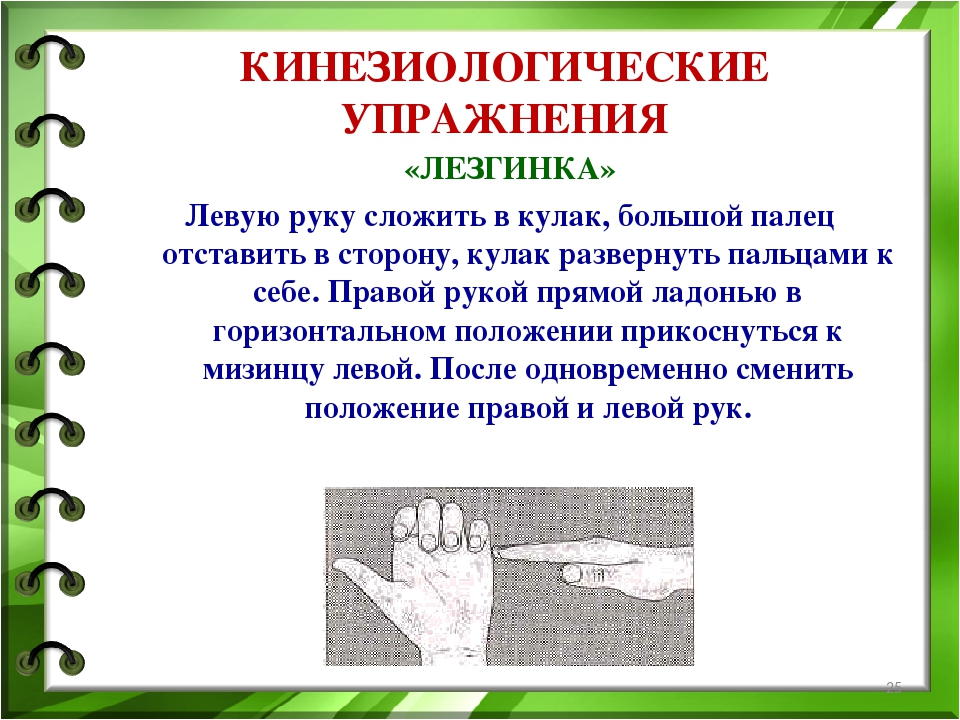 КИНЕЗИОЛОГИЧЕСКИЕ
УПРАЖНЕНИЯ
«ЛЕЗГИНКА»
Левую руку сложить в кулак, большой палец
отставить в сторону, кулак развернуть пальцами к
себе. Правой рукой прямой ладонью в
горизонтальном положении прикоснуться к
мизинцу левой. После одновременно сменить
положение правой и левой рук.
25